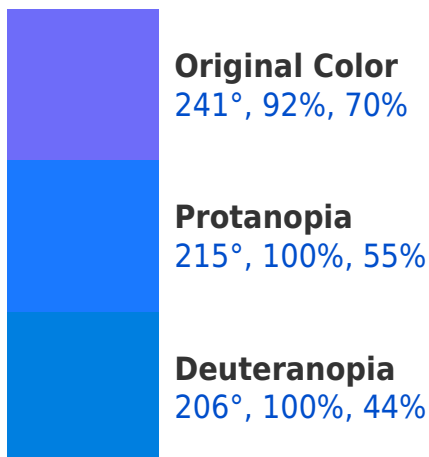 Original Color
241°, 92%, 70%
Protanopia
215°, 100%, 55%
Deuteranopia
206°, 100%, 44%